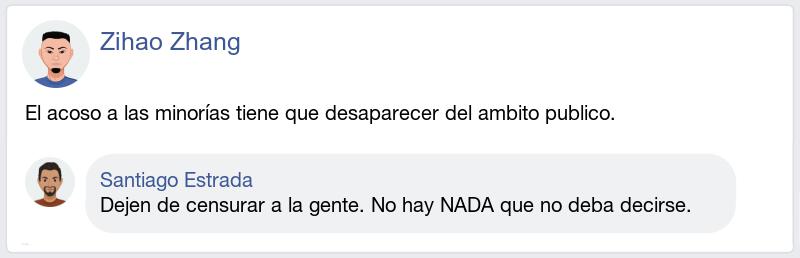 Zihao Zhang
El acoso a las minorías tiene que desaparecer del ambito publico.
Santiago Estrada
Dejen de censurar a la gente. No hay NADA que no deba decirse.